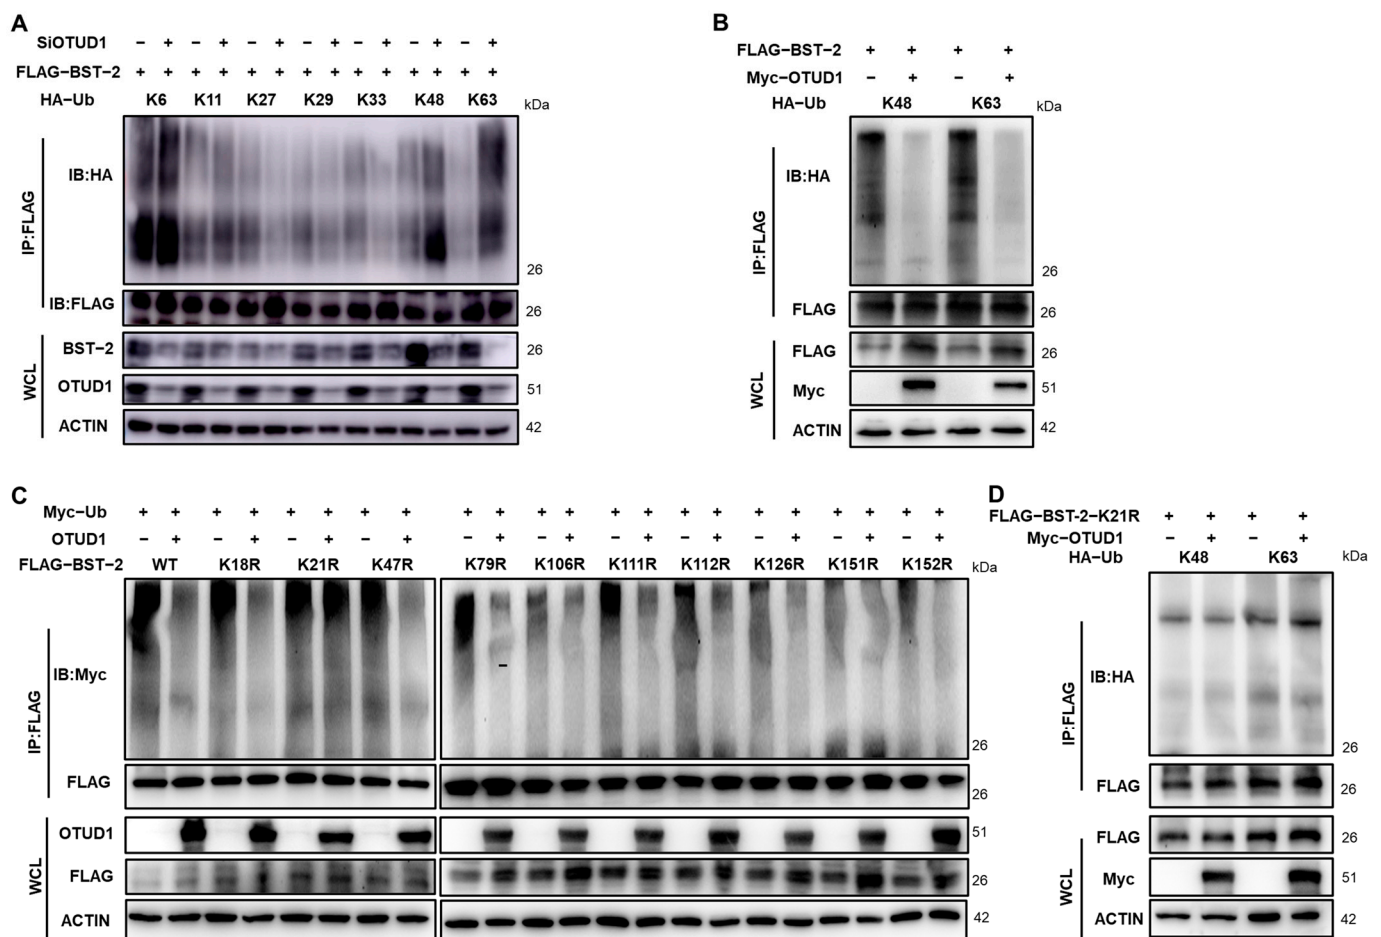 A
SiOTUD1 − + − + − + − + − + − + − +
FLAG−BST−2 + + + + + + + + + + + + + +
HA−Ub K6 K11 K27 K29 K33 K48 K63 kDa
IP:FLAG
IB:HA
26
IB:FLAG 26
WCL
BST−2 26
OTUD1 51
ACTIN 42
B
FLAG−BST−2 + + + +
Myc−OTUD1 − + − +
HA−Ub K48 K63 kDa
IP:FLAG
IB:HA
26
FLAG 26
WCL
FLAG 26
Myc 51
ACTIN 42
C
Myc−Ub + + + + + + + + + + + + + + + + + + + + + +
OTUD1 − + − + − + − + − + − + − + − + − + − + − +
FLAG−BST−2 WT K18R K21R K47R K79R K106R K111R K112R K126R K151R K152R kDa
IP:FLAG
IB:Myc
26
FLAG 26
WCL
OTUD1 51
FLAG 26
ACTIN 42
D
FLAG−BST-2−K21R + + + +
Myc−OTUD1 − + − +
HA−Ub K48 K63 kDa
IP:FLAG
IB:HA
26
FLAG 26
WCL
FLAG 26
Myc 51
ACTIN 42